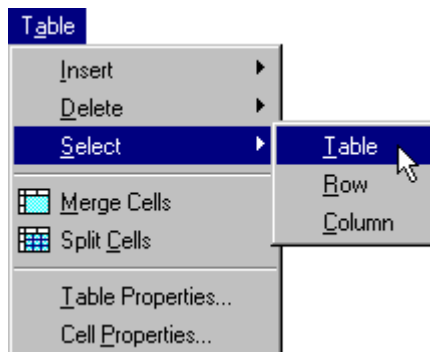 Table
Insert
Delete
Select
Table
Row
Column
Merge Cells
Split Cells
Table Properties...
Cell Properties...